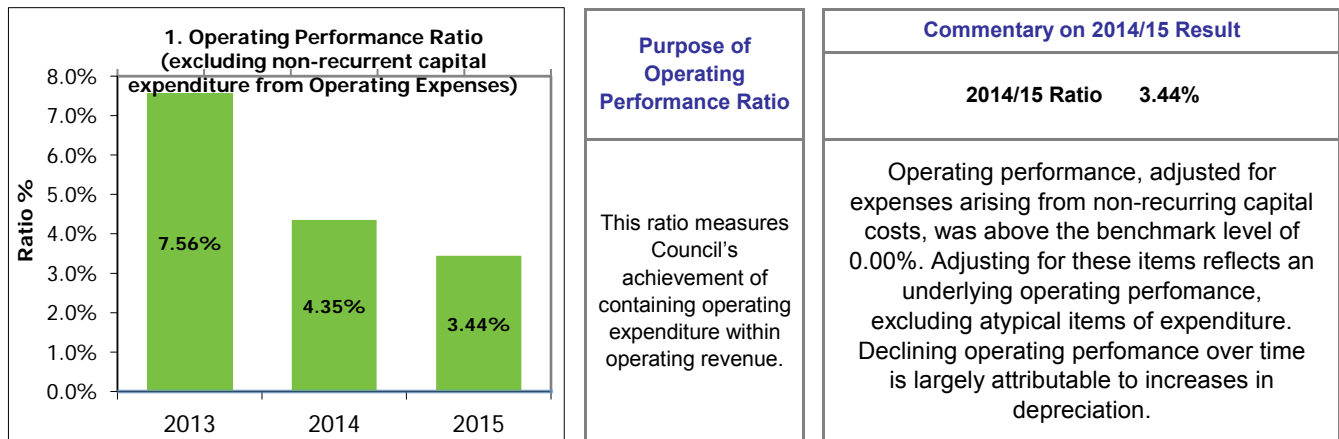 1. Operating Performance Ratio
(excluding non-recurrent capital
expenditure from Operating Expenses)
8.0%
7.0%
6.0%
5.0%
4.0%
3.0%
2.0%
1.0%
0.0%
Ratio %
7.56%
4.35%
3.44%
2013
2014
2015
Purpose of
Operating
Performance Ratio
This ratio measures
Council's
achievement of
containing operating
expenditure within
operating revenue.
Commentary on 2014/15 Result
2014/15 Ratio 3.44%
Operating performance, adjusted for
expenses arising from non-recurring capital
costs, was above the benchmark level of
0.00%. Adjusting for these items reflects an
underlying operating perfomance,
excluding atypical items of expenditure.
Declining operating perfomance over time
is largely attributable to increases in
depreciation.